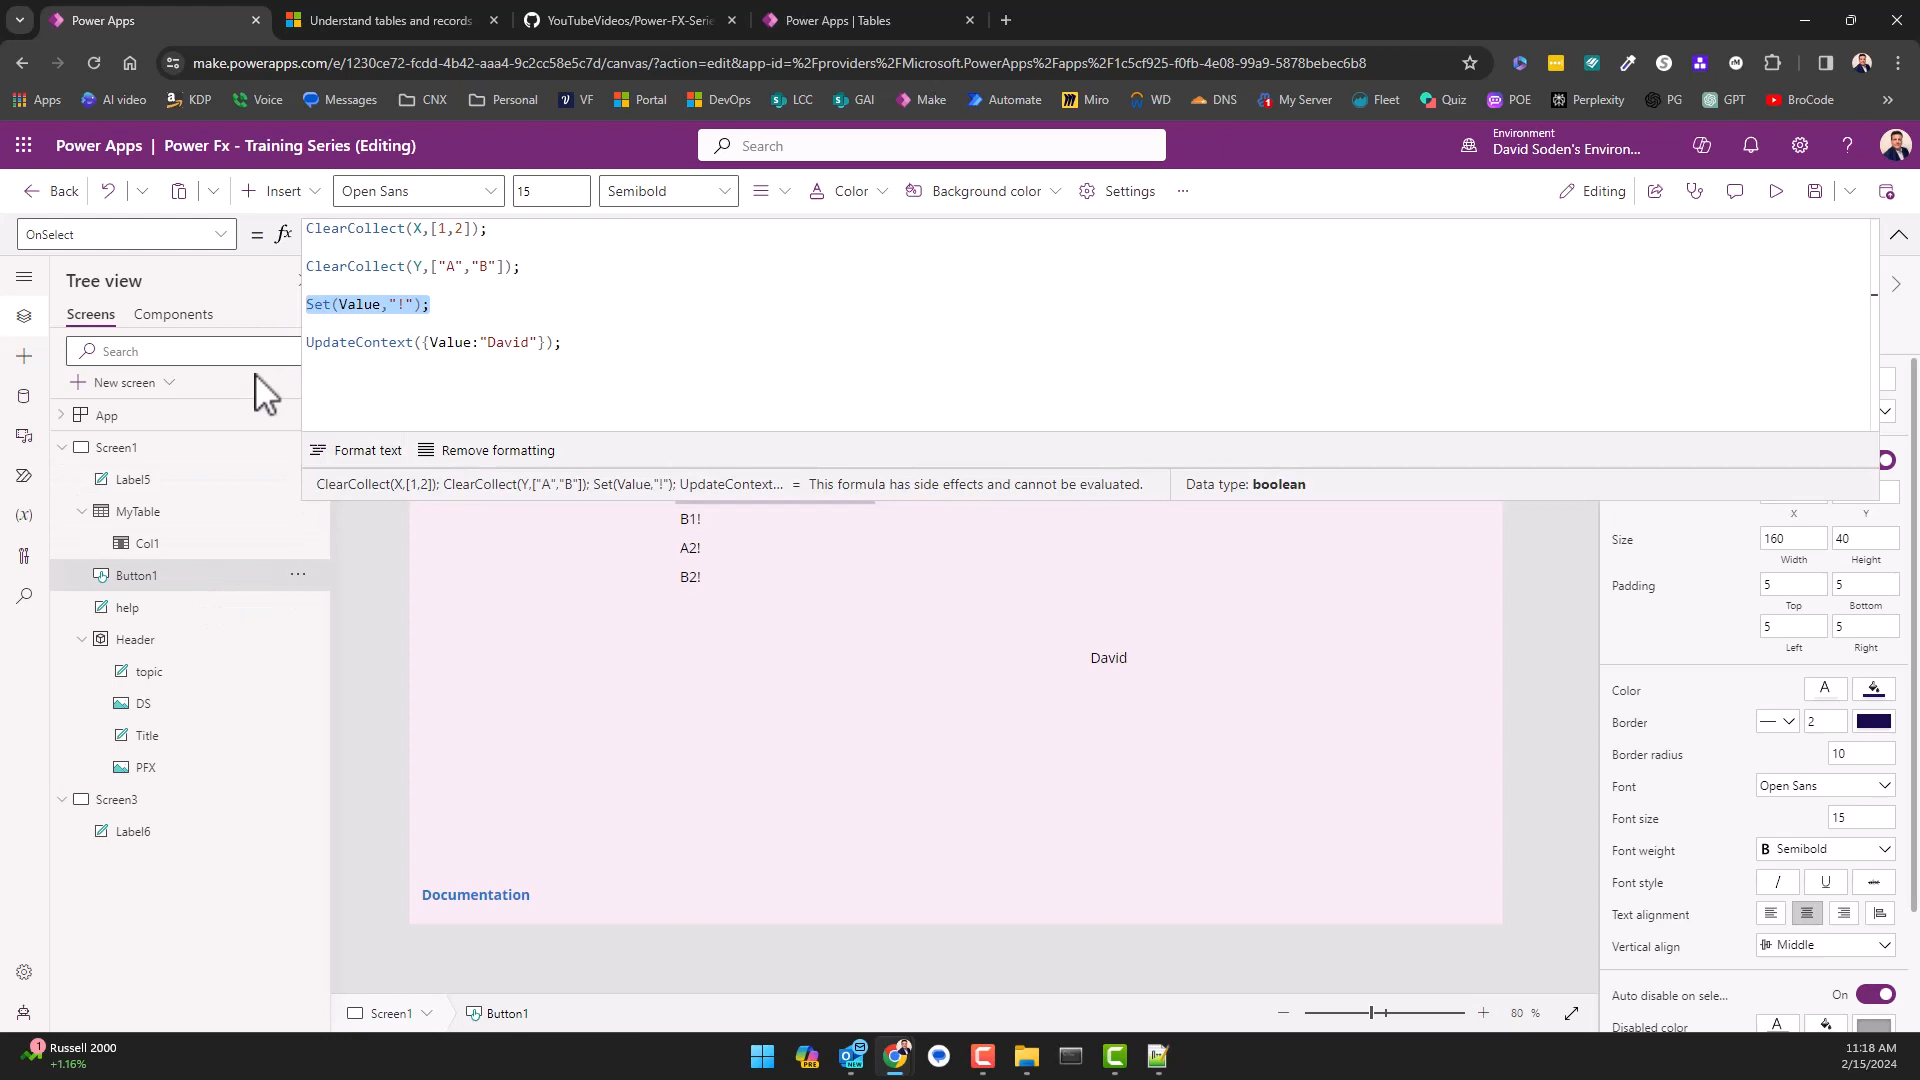 Power Apps
Understand tables and records
YouTubeVideos/Power-FX-Serie
Power Apps | Tables
make.powerapps.com/e/1230ce72-fcdd-4b42-aaa4-9c2cc58e5c7d/canvas/?action=edit&app-id=%2Fproviders%2FMicrosoft.PowerApps%2Fapps%2F1c5cf925-f0fb-4e08-99a9-5878bebec6b8
Apps
AI video
KDP
Voice
Messages
CNX
Personal
VF
Portal
DevOps
LCC
GAI
Make
Automate
Miro
WD
DNS
My Server
Fleet
Quiz
POE
Perplexity
PG
GPT
BroCode
Power Apps | Power Fx - Training Series (Editing)
Search
Environment
David Soden's Environ...
Back
Insert
Open Sans
15
Semibold
Color
Background color
Settings
Editing
OnSelect
= fx
ClearCollect(X,[1,2]);
ClearCollect(Y,["A","B"]);
Set(Value,"!");
UpdateContext({Value:"David"});
Format text
Remove formatting
ClearCollect(X,[1,2]); ClearCollect(Y,["A","B"]); Set(Value,"!"); UpdateContext... = This formula has side effects and cannot be evaluated.
Data type: boolean
Tree view
Screens
Components
Search
New screen
App
Screen1
Label5
MyTable
Col1
Button1
help
Header
topic
DS
Title
PFX
Screen3
Label6
B1!
A2!
B2!
David
Documentation
X
Y
Size
160
40
Width
Height
Padding
5
5
Top
Bottom
5
5
Left
Right
Color
A
Border
2
Border radius
10
Font
Open Sans
Font size
15
Font weight
B Semibold
Font style
/
U
abc
Text alignment
Vertical align
Middle
Auto disable on sele...
On
Disabled color
A
Screen1
Button1
80 %
1
Russell 2000
+1.16%
PRE
NEW
11:18 AM
2/15/2024